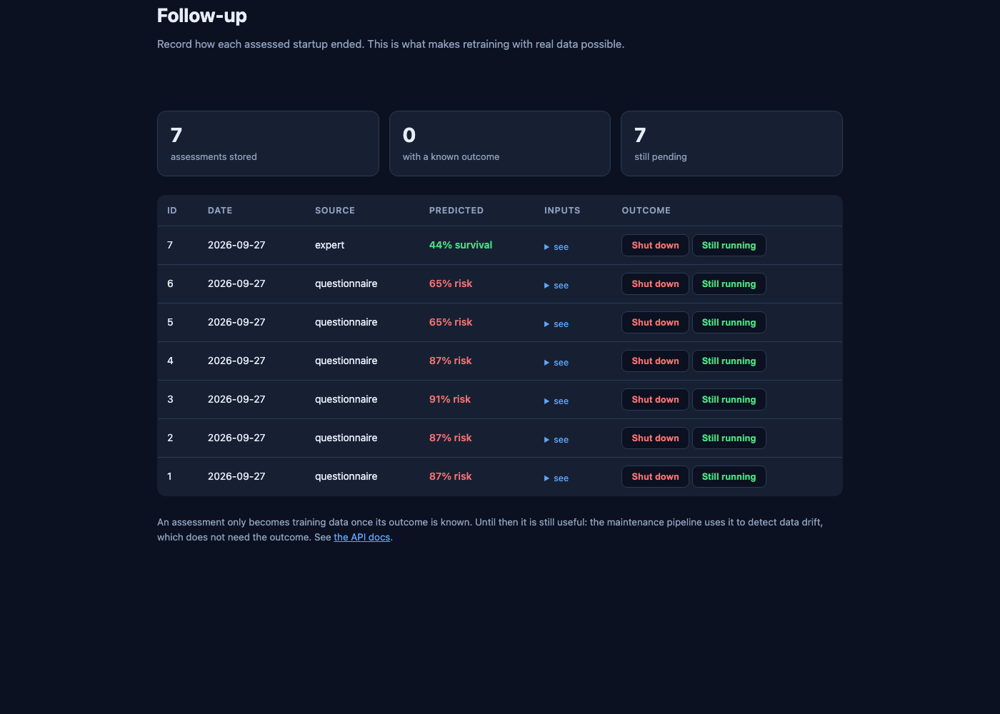 Follow-up
Record how each assessed startup ended. This is what makes retraining with real data possible.
7
assessments stored
0
with a known outcome
7
still pending
ID DATE SOURCE PREDICTED INPUTS OUTCOME
7 2026-09-27 expert 44% survival ▶ see Shut down Still running
6 2026-09-27 questionnaire 65% risk ▶ see Shut down Still running
5 2026-09-27 questionnaire 65% risk ▶ see Shut down Still running
4 2026-09-27 questionnaire 87% risk ▶ see Shut down Still running
3 2026-09-27 questionnaire 91% risk ▶ see Shut down Still running
2 2026-09-27 questionnaire 87% risk ▶ see Shut down Still running
1 2026-09-27 questionnaire 87% risk ▶ see Shut down Still running
An assessment only becomes training data once its outcome is known. Until then it is still useful: the maintenance pipeline uses it to detect data drift,
which does not need the outcome. See the API docs.